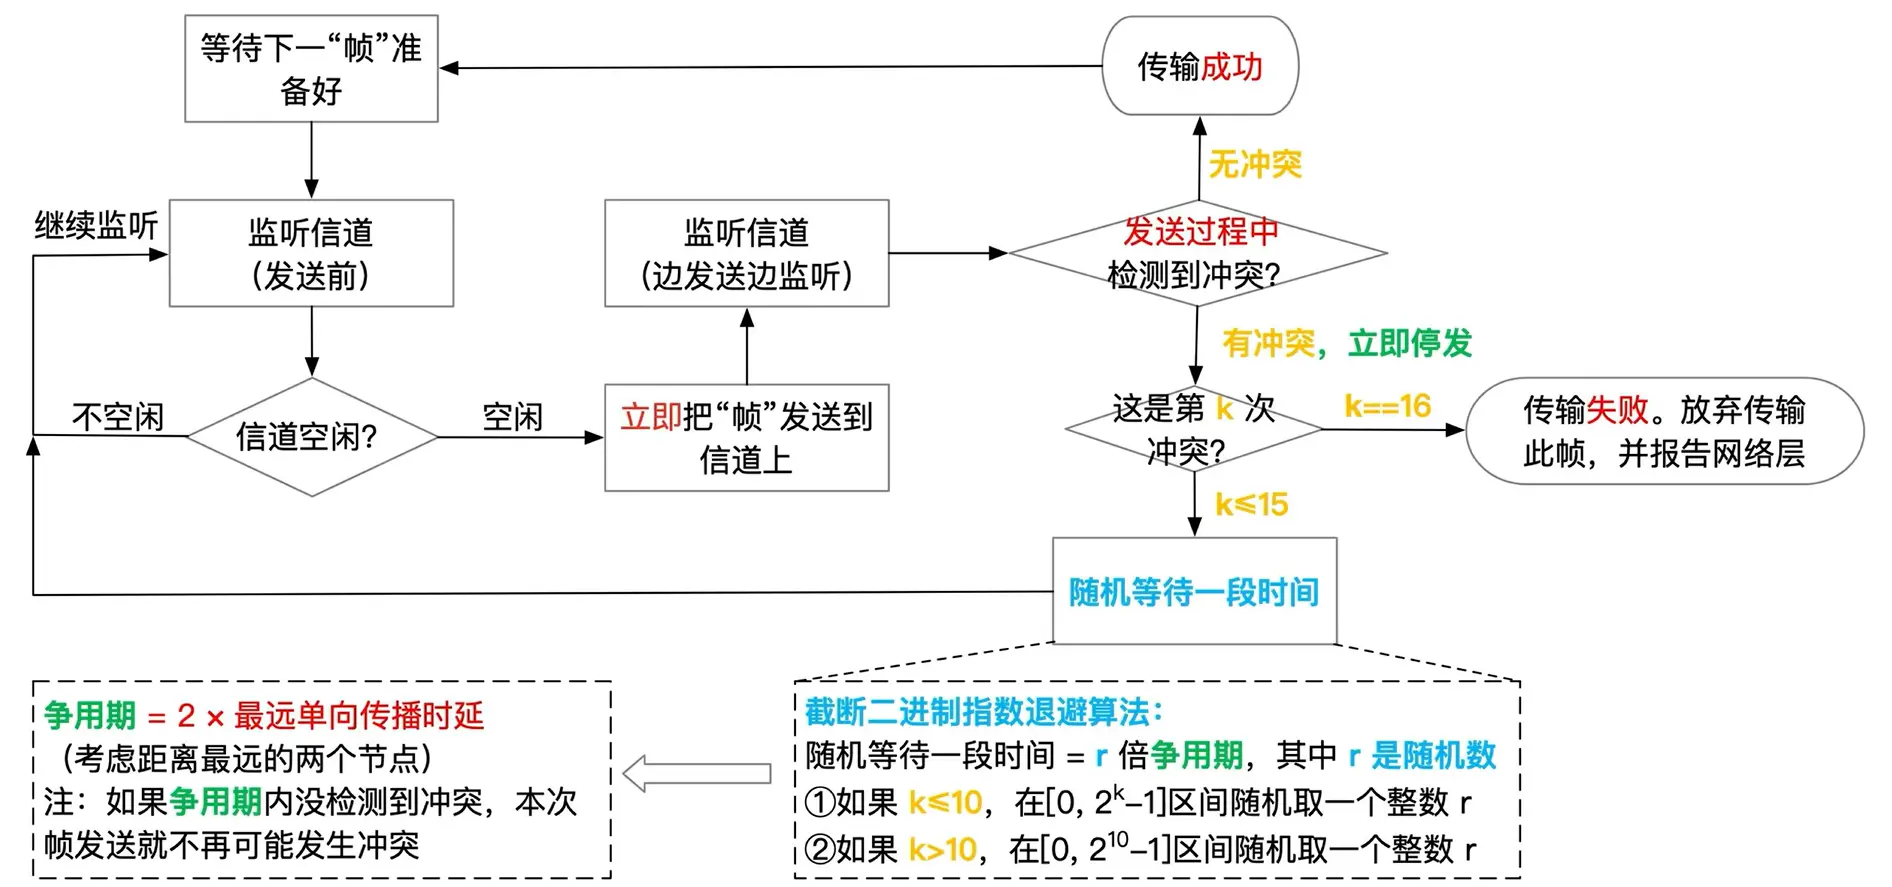 等待下一“帧”准
备好
传输成功
无冲突
继续监听
监听信道
（发送前）
监听信道
（边发送边监听）
发送过程中
检测到冲突？
有冲突，立即停发
不空闲
信道空闲？
空闲
立即把“帧”发送到
信道上
这是第 k 次
冲突？
k==16
传输失败。放弃传输
此帧，并报告网络层
k≤15
随机等待一段时间
争用期 = 2 × 最远单向传播时延
（考虑距离最远的两个节点）
注：如果争用期内没检测到冲突，本次
帧发送就不再可能发生冲突
截断二进制指数退避算法：
随机等待一段时间 = r 倍争用期，其中 r 是随机数
①如果 k≤10，在[0, 2^k–1]区间随机取一个整数 r
②如果 k>10，在[0, 2^10–1]区间随机取一个整数 r